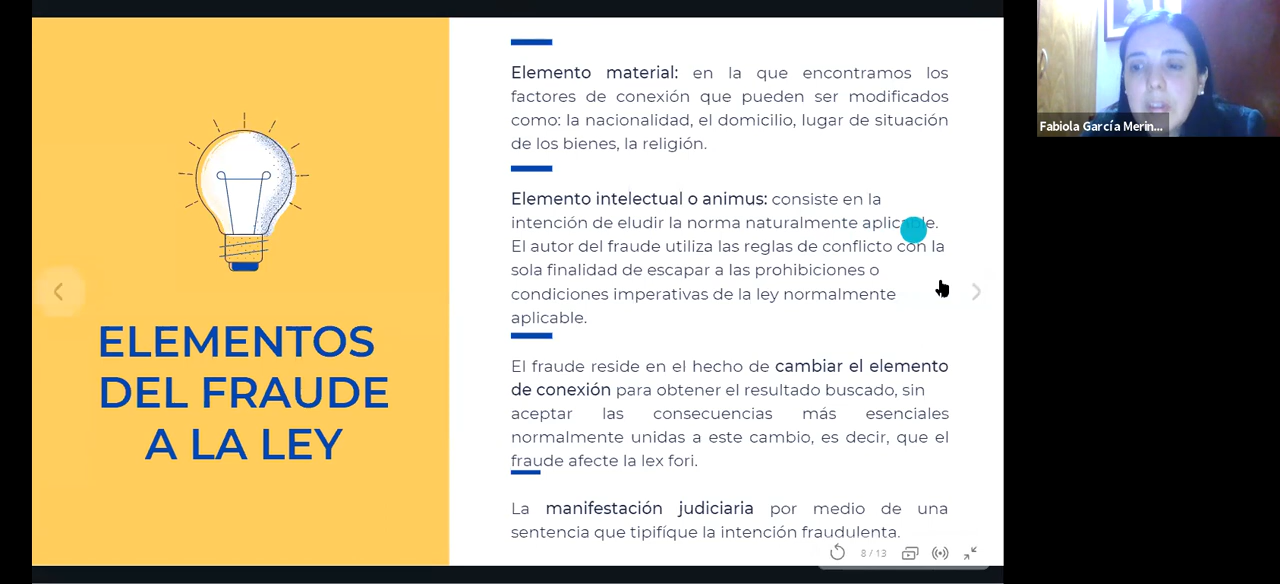 ELEMENTOS
DEL FRAUDE
A LA LEY
Elemento material: en la que encontramos los
factores de conexión que pueden ser modificados
como: la nacionalidad, el domicilio, lugar de situación
de los bienes, la religión.
Elemento intelectual o animus: consiste en la
intención de eludir la norma naturalmente aplicable.
El autor del fraude utiliza las reglas de conflicto con la
sola finalidad de escapar a las prohibiciones o
condiciones imperativas de la ley normalmente
aplicable.
El fraude reside en el hecho de cambiar el elemento
de conexión para obtener el resultado buscado, sin
aceptar las consecuencias más esenciales
normalmente unidas a este cambio, es decir, que el
fraude afecte la lex fori.
La manifestación judiciaria por medio de una
sentencia que tipifíque la intención fraudulenta.
8 / 13
Fabiola García Merin...